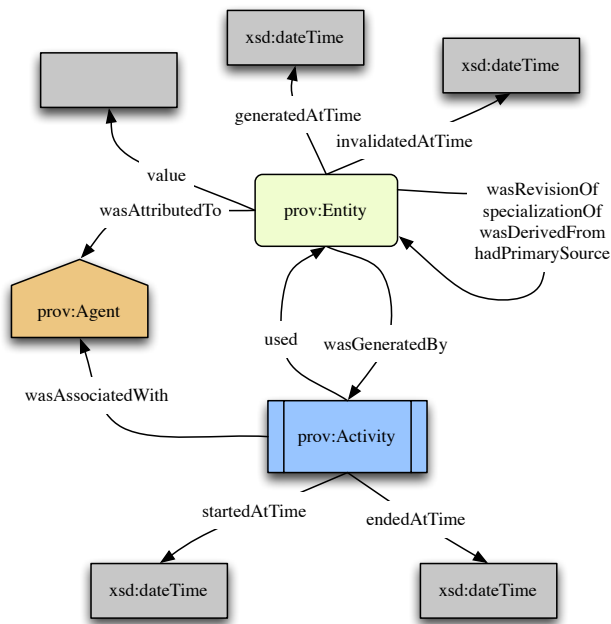 xsd:dateTime
xsd:dateTime
generatedAtTime
invalidatedAtTime
value
wasAttributedTo
prov:Entity
wasRevisionOf
specializationOf
wasDerivedFrom
hadPrimarySource
prov:Agent
used
wasGeneratedBy
wasAssociatedWith
prov:Activity
startedAtTime
endedAtTime
xsd:dateTime
xsd:dateTime